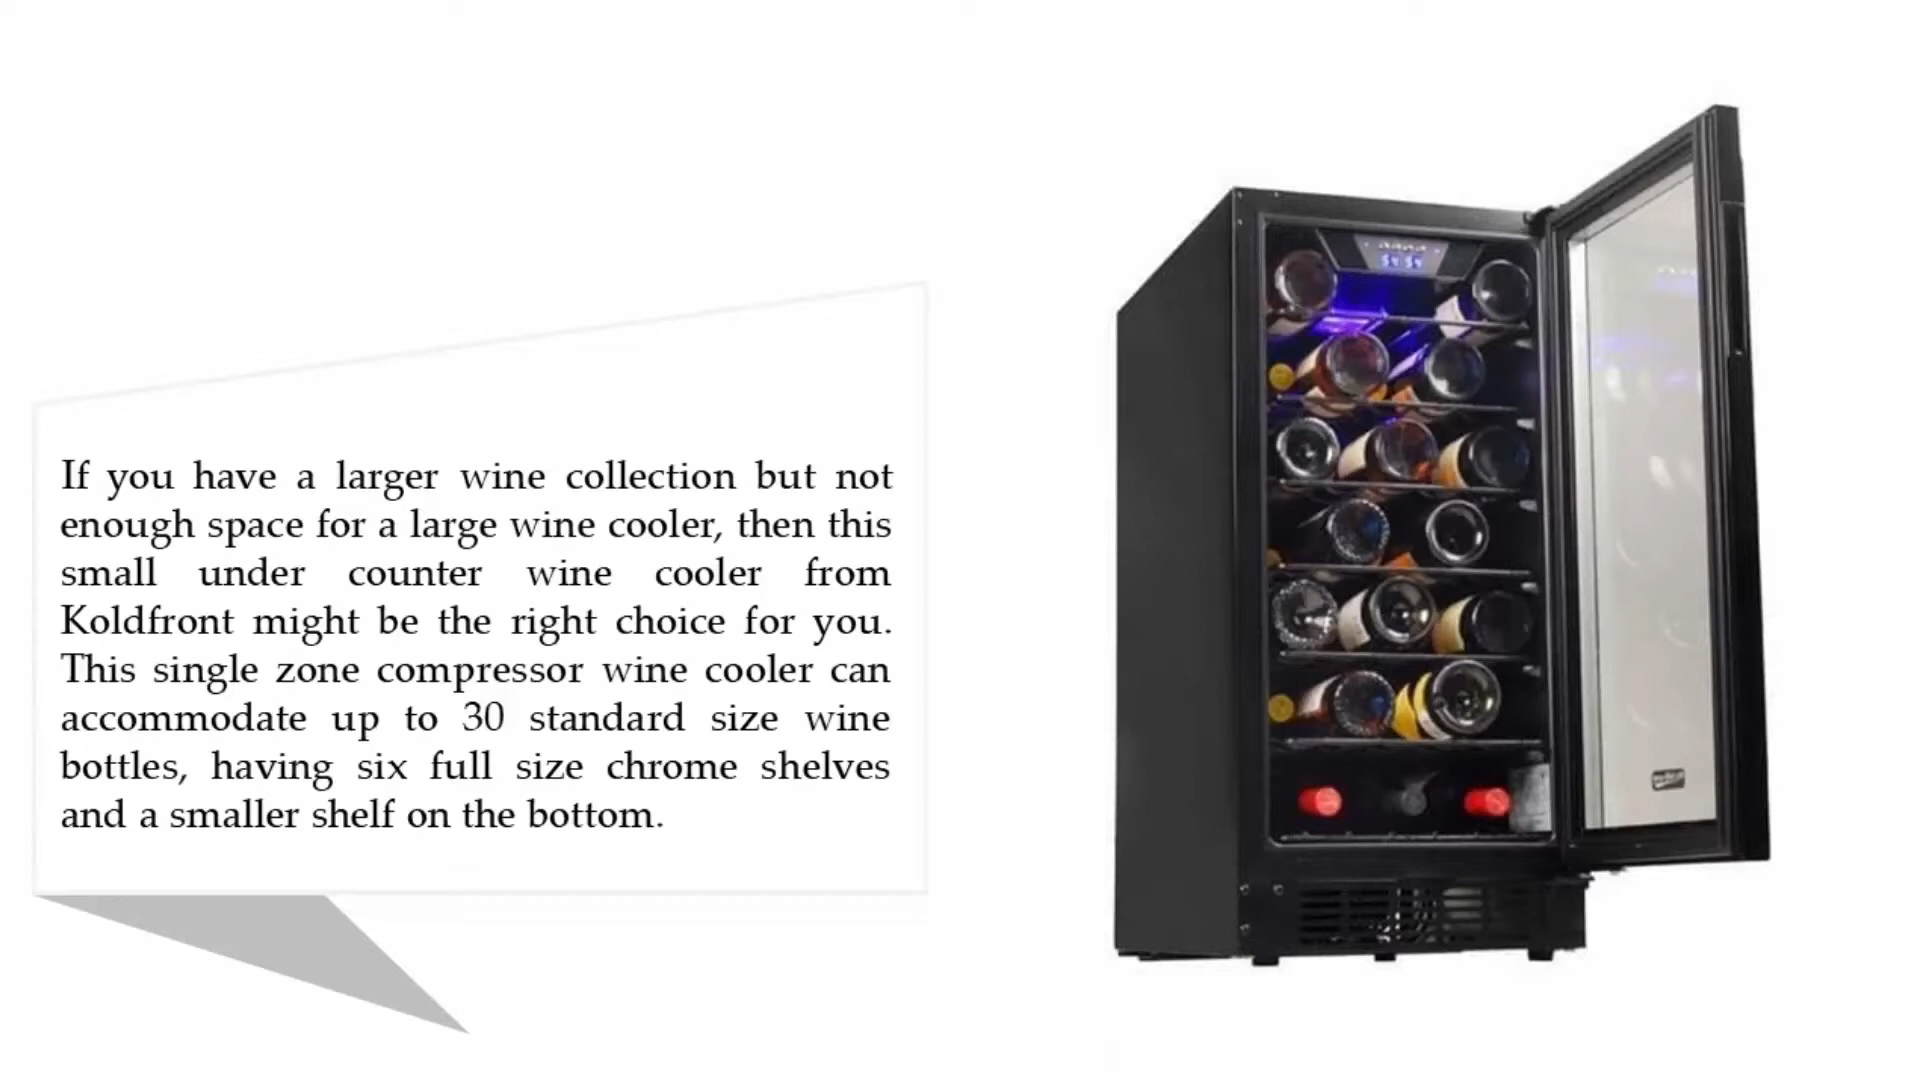 If you have a larger wine collection but not
enough space for a large wine cooler, then this
small under counter wine cooler from
Koldfront might be the right choice for you.
This single zone compressor wine cooler can
accommodate up to 30 standard size wine
bottles, having six full size chrome shelves
and a smaller shelf on the bottom.